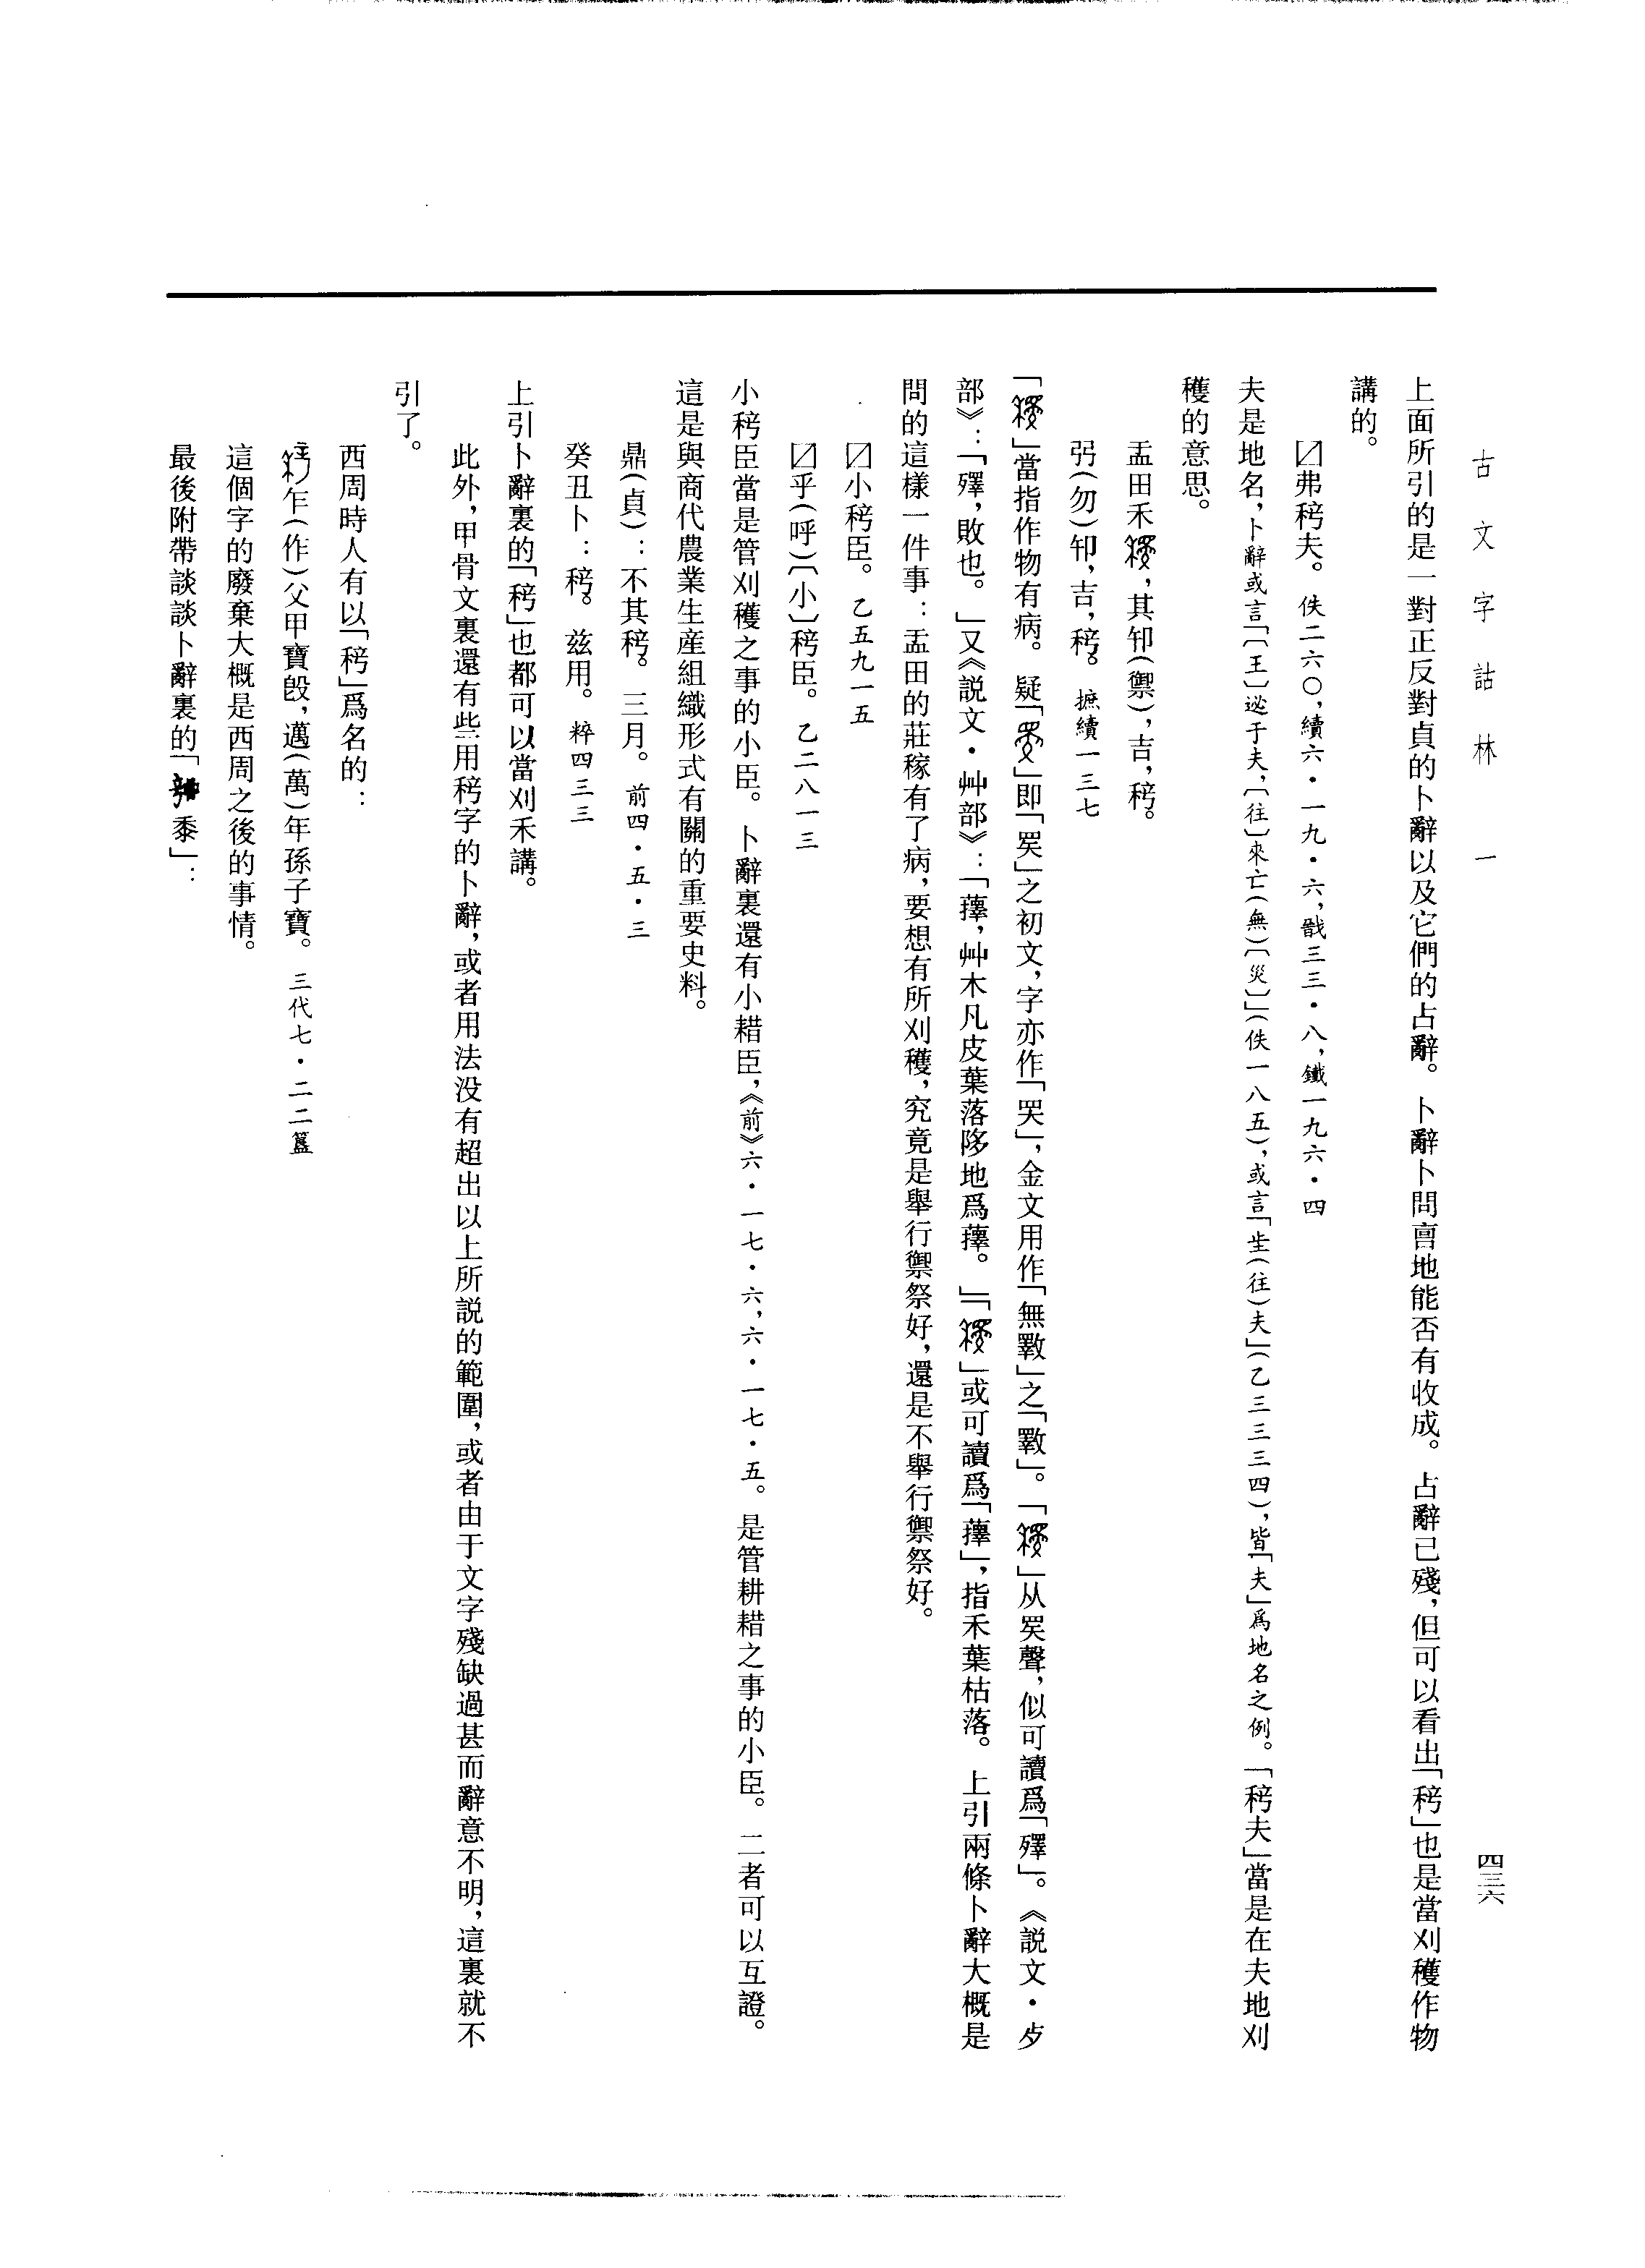 古文字詁林 一
四三六
上面所引的是一對正反對貞的卜辭以及它們的占辭。卜辭卜問亯地能否有收成。占辭已殘，但可以看出「䅖」也是當刈穫作物
講的。
〼弗䅖夫。佚二六〇，續六·一九·六，戩三三·八，鐵一九六·四
夫是地名，卜辭或言「〔王〕䢋于夫，〔往〕來亡（無）〔災〕」（佚一八五），或言「㞷（往）夫」（乙三三三四），皆「夫」爲地名之例。「䅖夫」當是在夫地刈
穫的意思。
盂田禾，其𢓷（禦），吉，䅖。
弜（勿）𢓷，吉，䅖。摭續一三七
「」當指作物有病。疑「」即「睪」之初文，字亦作「」，金文用作「無斁」之「斁」。「」从聲，似可讀爲「殬」。《説文·歺
部》：「殬，敗也。」又《説文·艸部》：「蘀，艸木凡皮葉落陊地爲蘀。」「」或可讀爲「蘀」，指禾葉枯落。上引兩條卜辭大概是
問的這樣一件事：盂田的莊稼有了病，要想有所刈穫，究竟是舉行禦祭好，還是不舉行禦祭好。
〼小䅖臣。乙五九一五
〼乎（呼）〔小〕䅖臣。乙二八一三
小䅖臣當是管刈穫之事的小臣。卜辭裏還有小耤臣，《前》六·一七·六，六·一七·五。是管耕耤之事的小臣。二者可以互證。
這是與商代農業生産組織形式有關的重要史料。
鼎（貞）：不其䅖。三月。前四·五·三
癸丑卜：䅖。兹用。粹四三三
上引卜辭裏的「䅖」也都可以當刈禾講。
此外，甲骨文裏還有些用䅖字的卜辭，或者用法没有超出以上所説的範圍，或者由于文字殘缺過甚而辭意不明，這裏就不
引了。
西周時人有以「䅖」爲名的：
乍（作）父甲寶𣪘，邁（萬）年孫子寶。三代七·二二簋
這個字的廢棄大概是西周之後的事情。
最後附帶談談卜辭裏的「黍」：